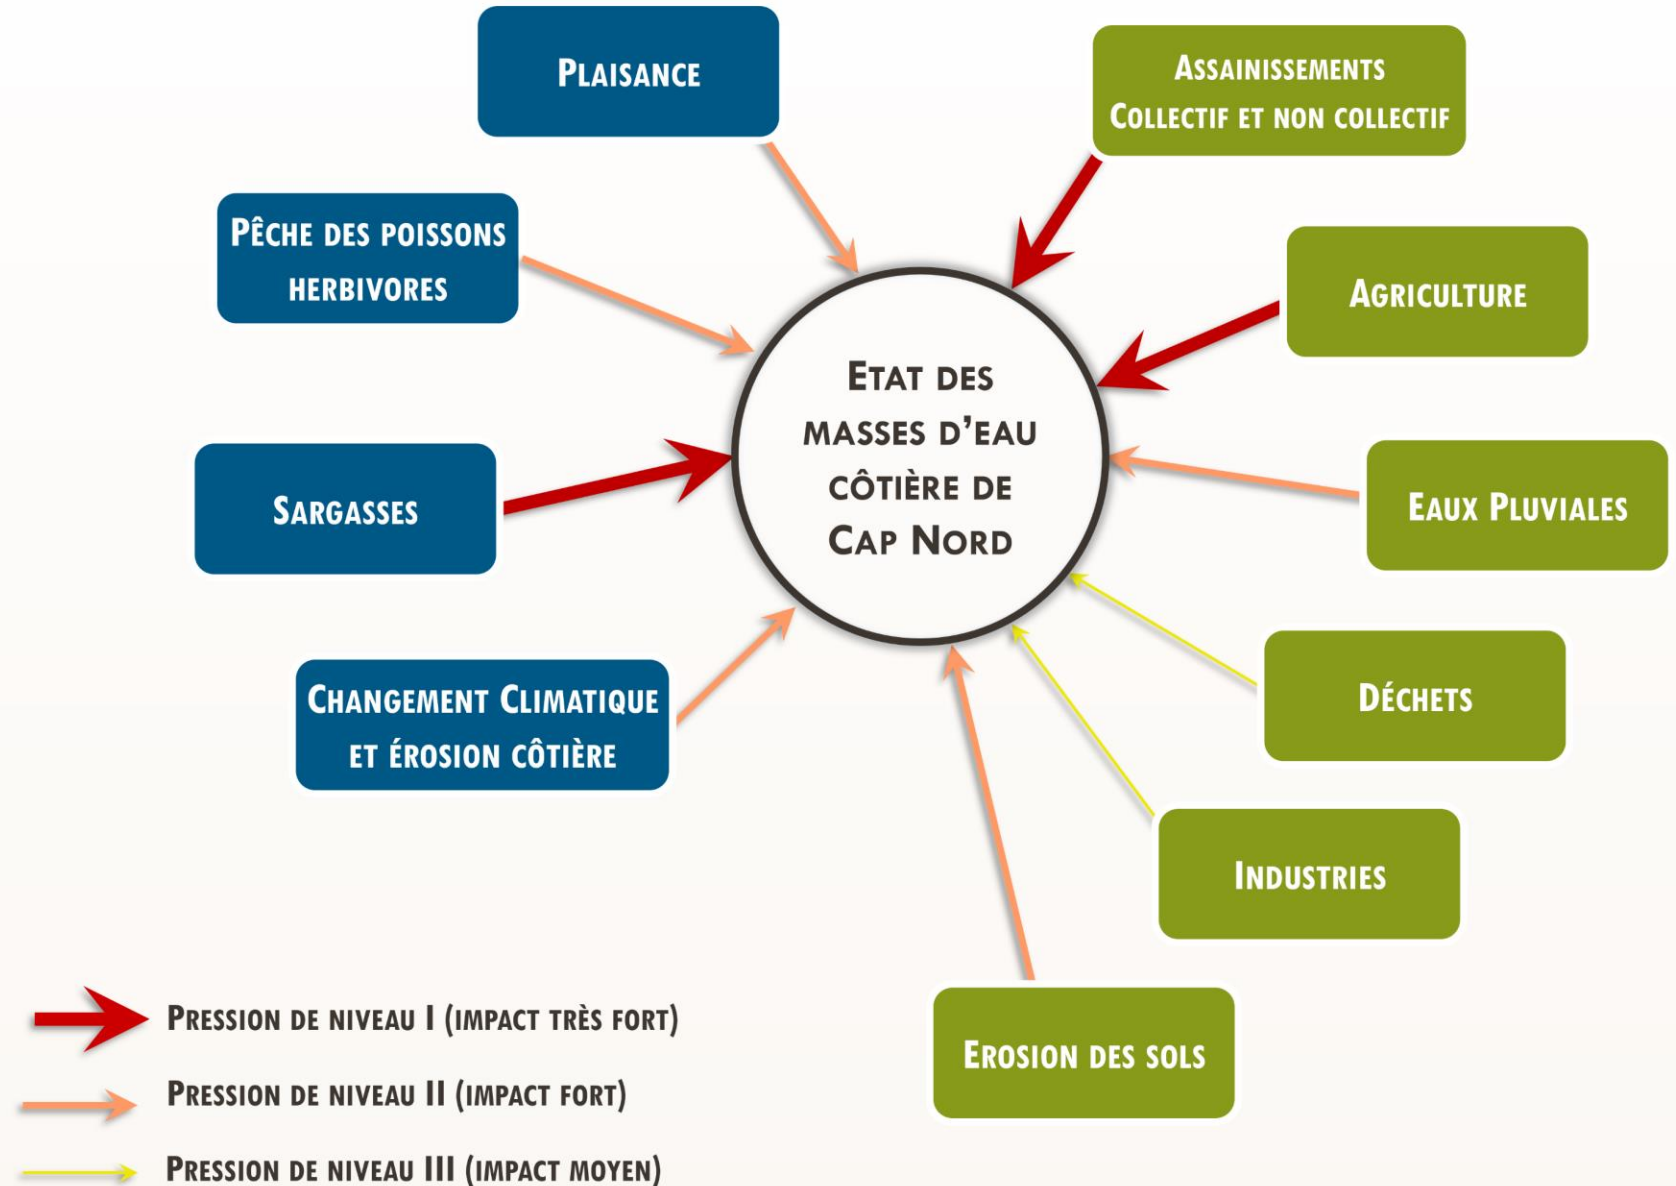 PLAISANCE
ASSAINISSEMENTS
COLLECTIF ET NON COLLECTIF
PÊCHE DES POISSONS
HERBIVORES
AGRICULTURE
ETAT DES
MASSES D'EAU
CÔTIÈRE DE
CAP NORD
SARGASSES
EAUX PLUVIALES
CHANGEMENT CLIMATIQUE
ET ÉROSION CÔTIÈRE
DÉCHETS
INDUSTRIES
EROSION DES SOLS
PRESSION DE NIVEAU I (IMPACT TRÈS FORT)
PRESSION DE NIVEAU II (IMPACT FORT)
PRESSION DE NIVEAU III (IMPACT MOYEN)